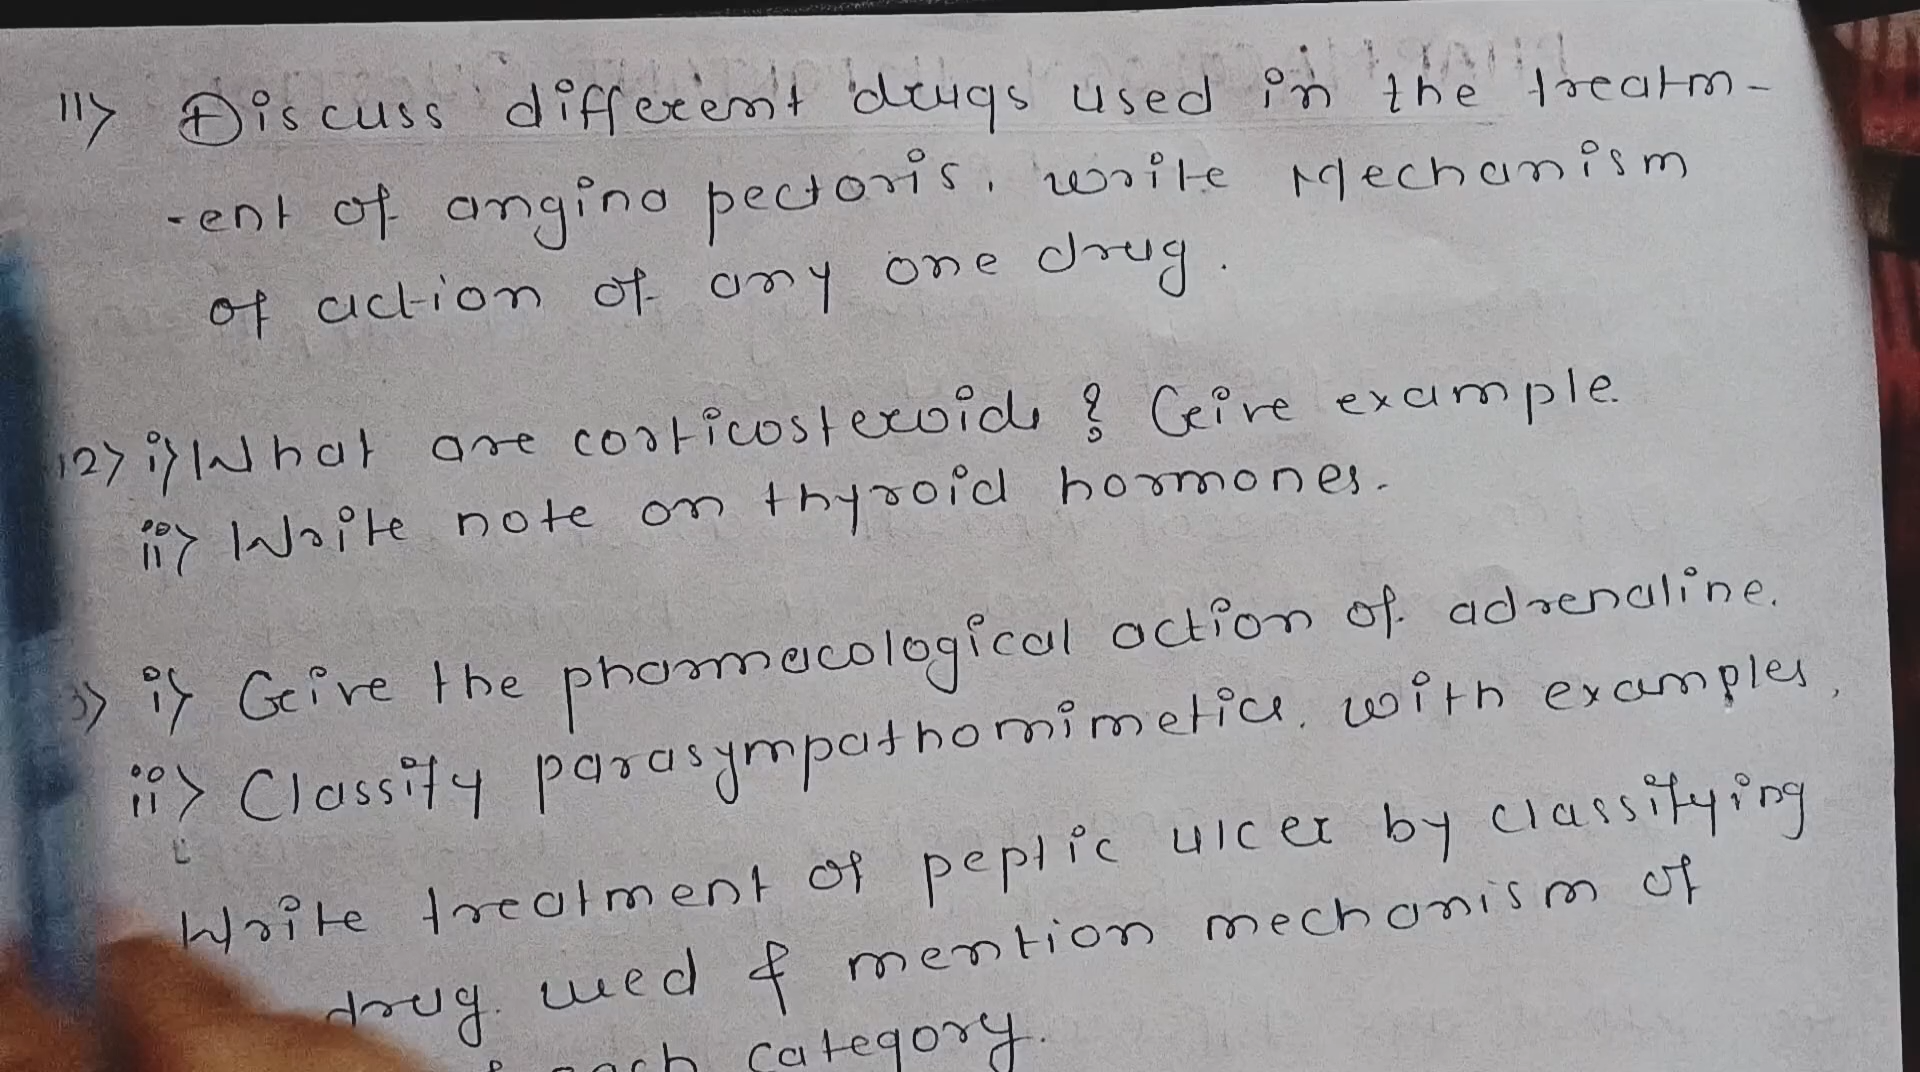 11> Discuss different drugs used in the treatm-
-ent of angina pectoris. write Mechanism
of action of any one drug.
12> i> What are corticosteroids? Give example.
ii> Write note on thyroid hormones.
i> Give the pharmacological action of adrenaline.
ii> Classify parasympathomimetics. with examples.
Write treatment of peptic ulcer by classifying
drug. used & mention mechanism of
each category.